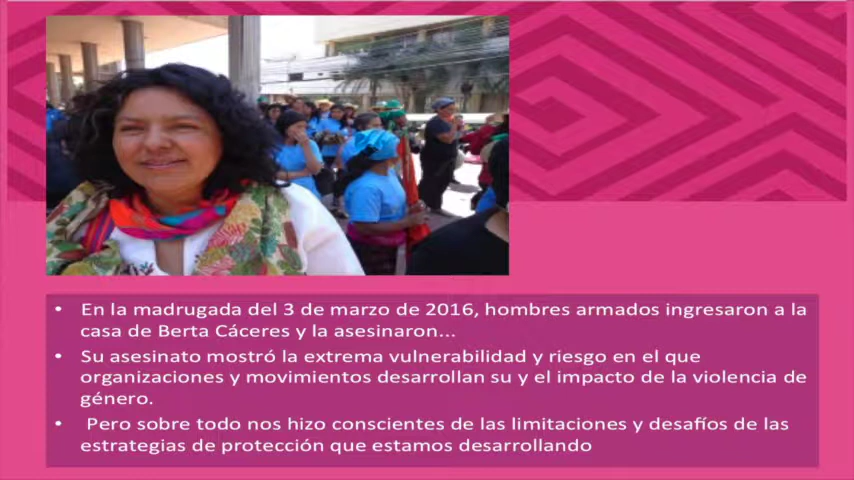 • En la madrugada del 3 de marzo de 2016, hombres armados ingresaron a la
casa de Berta Cáceres y la asesinaron...
• Su asesinato mostró la extrema vulnerabilidad y riesgo en el que
organizaciones y movimientos desarrollan su y el impacto de la violencia de
género.
• Pero sobre todo nos hizo conscientes de las limitaciones y desafíos de las
estrategias de protección que estamos desarrollando